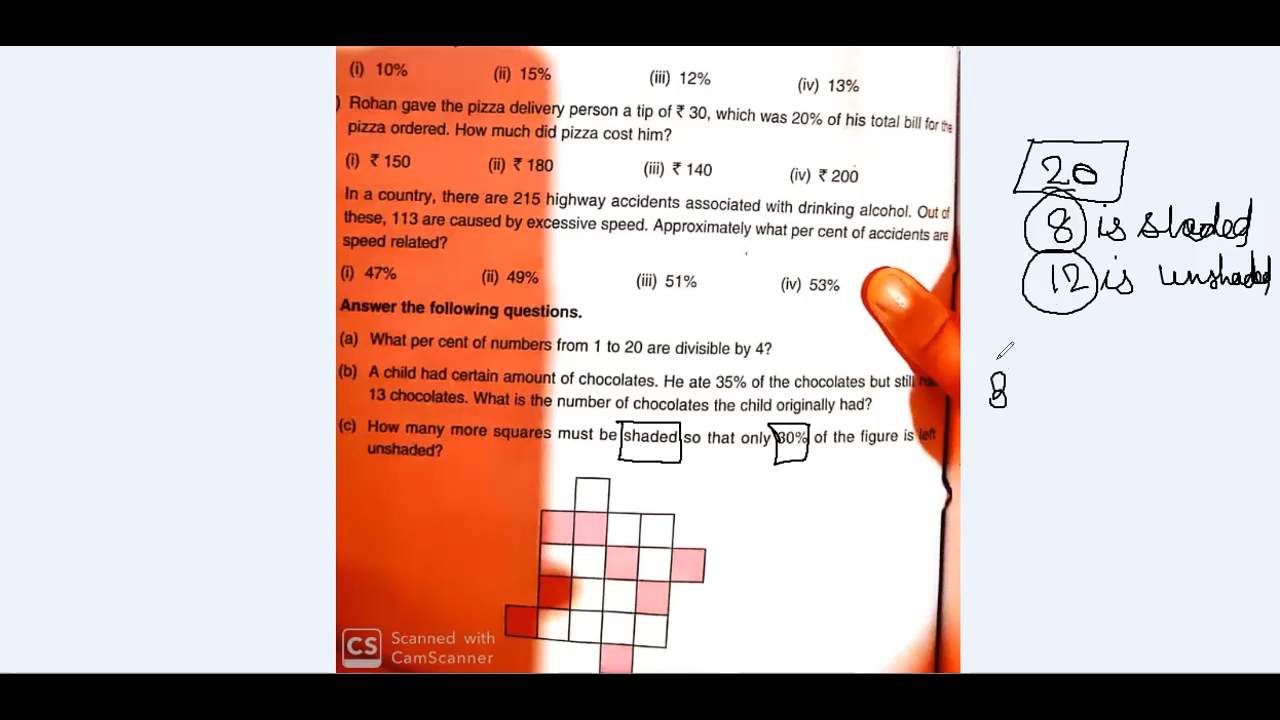 (i) 10% (ii) 15% (iii) 12% (iv) 13%
) Rohan gave the pizza delivery person a tip of ₹ 30, which was 20% of his total bill for the
pizza ordered. How much did pizza cost him?
(i) ₹ 150 (ii) ₹ 180 (iii) ₹ 140 (iv) ₹ 200
In a country, there are 215 highway accidents associated with drinking alcohol. Out of
these, 113 are caused by excessive speed. Approximately what per cent of accidents are
speed related?
(i) 47% (ii) 49% (iii) 51% (iv) 53%
Answer the following questions.
(a) What per cent of numbers from 1 to 20 are divisible by 4?
(b) A child had certain amount of chocolates. He ate 35% of the chocolates but still
13 chocolates. What is the number of chocolates the child originally had?
(c) How many more squares must be shaded so that only 30% of the figure is left
unshaded?
CS Scanned with
CamScanner
20
8 is shaded
12 is unshaded
8